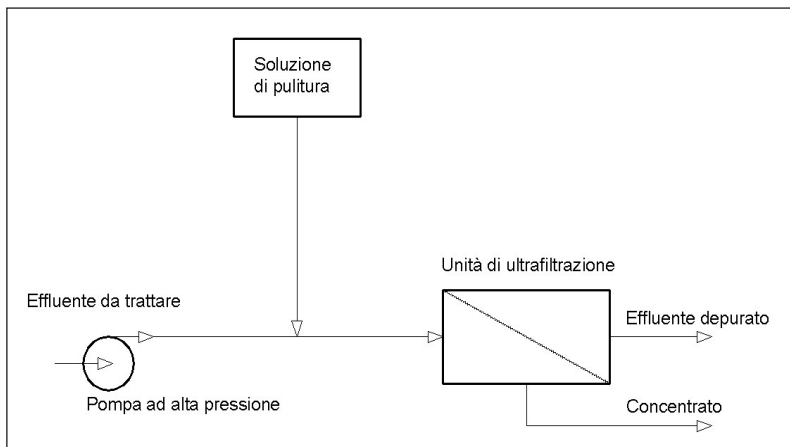 Soluzione
di pulitura
Unità di ultrafiltrazione
Effluente da trattare
Effluente depurato
Pompa ad alta pressione
Concentrato